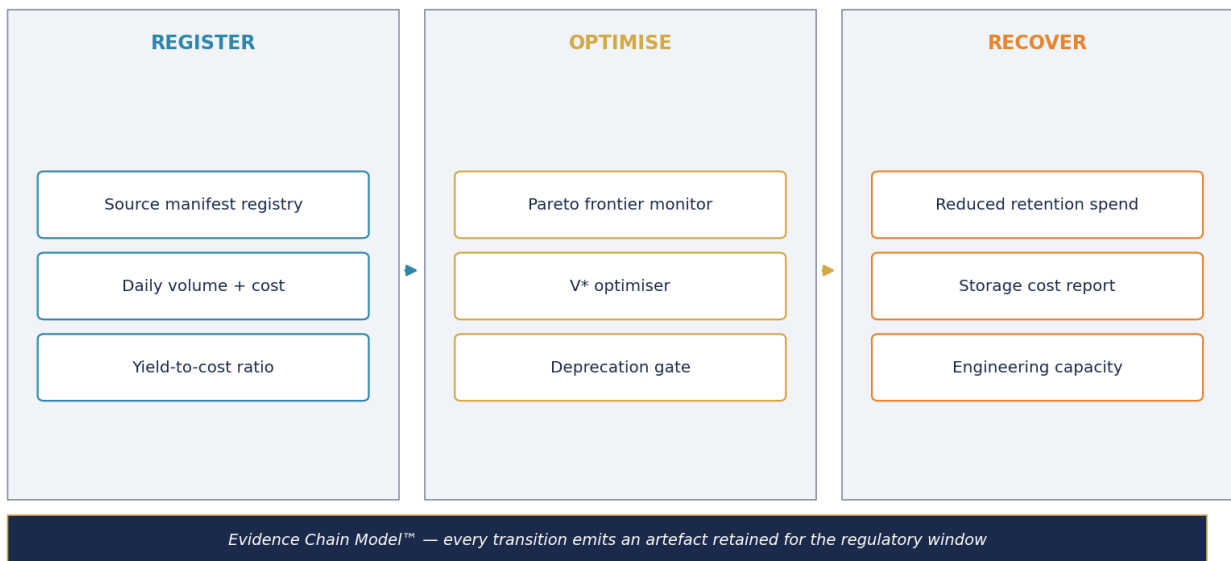 REGISTER
Source manifest registry
Daily volume + cost
Yield-to-cost ratio
OPTIMISE
Pareto frontier monitor
V* optimiser
Deprecation gate
RECOVER
Reduced retention spend
Storage cost report
Engineering capacity
Evidence Chain Model™ — every transition emits an artefact retained for the regulatory window